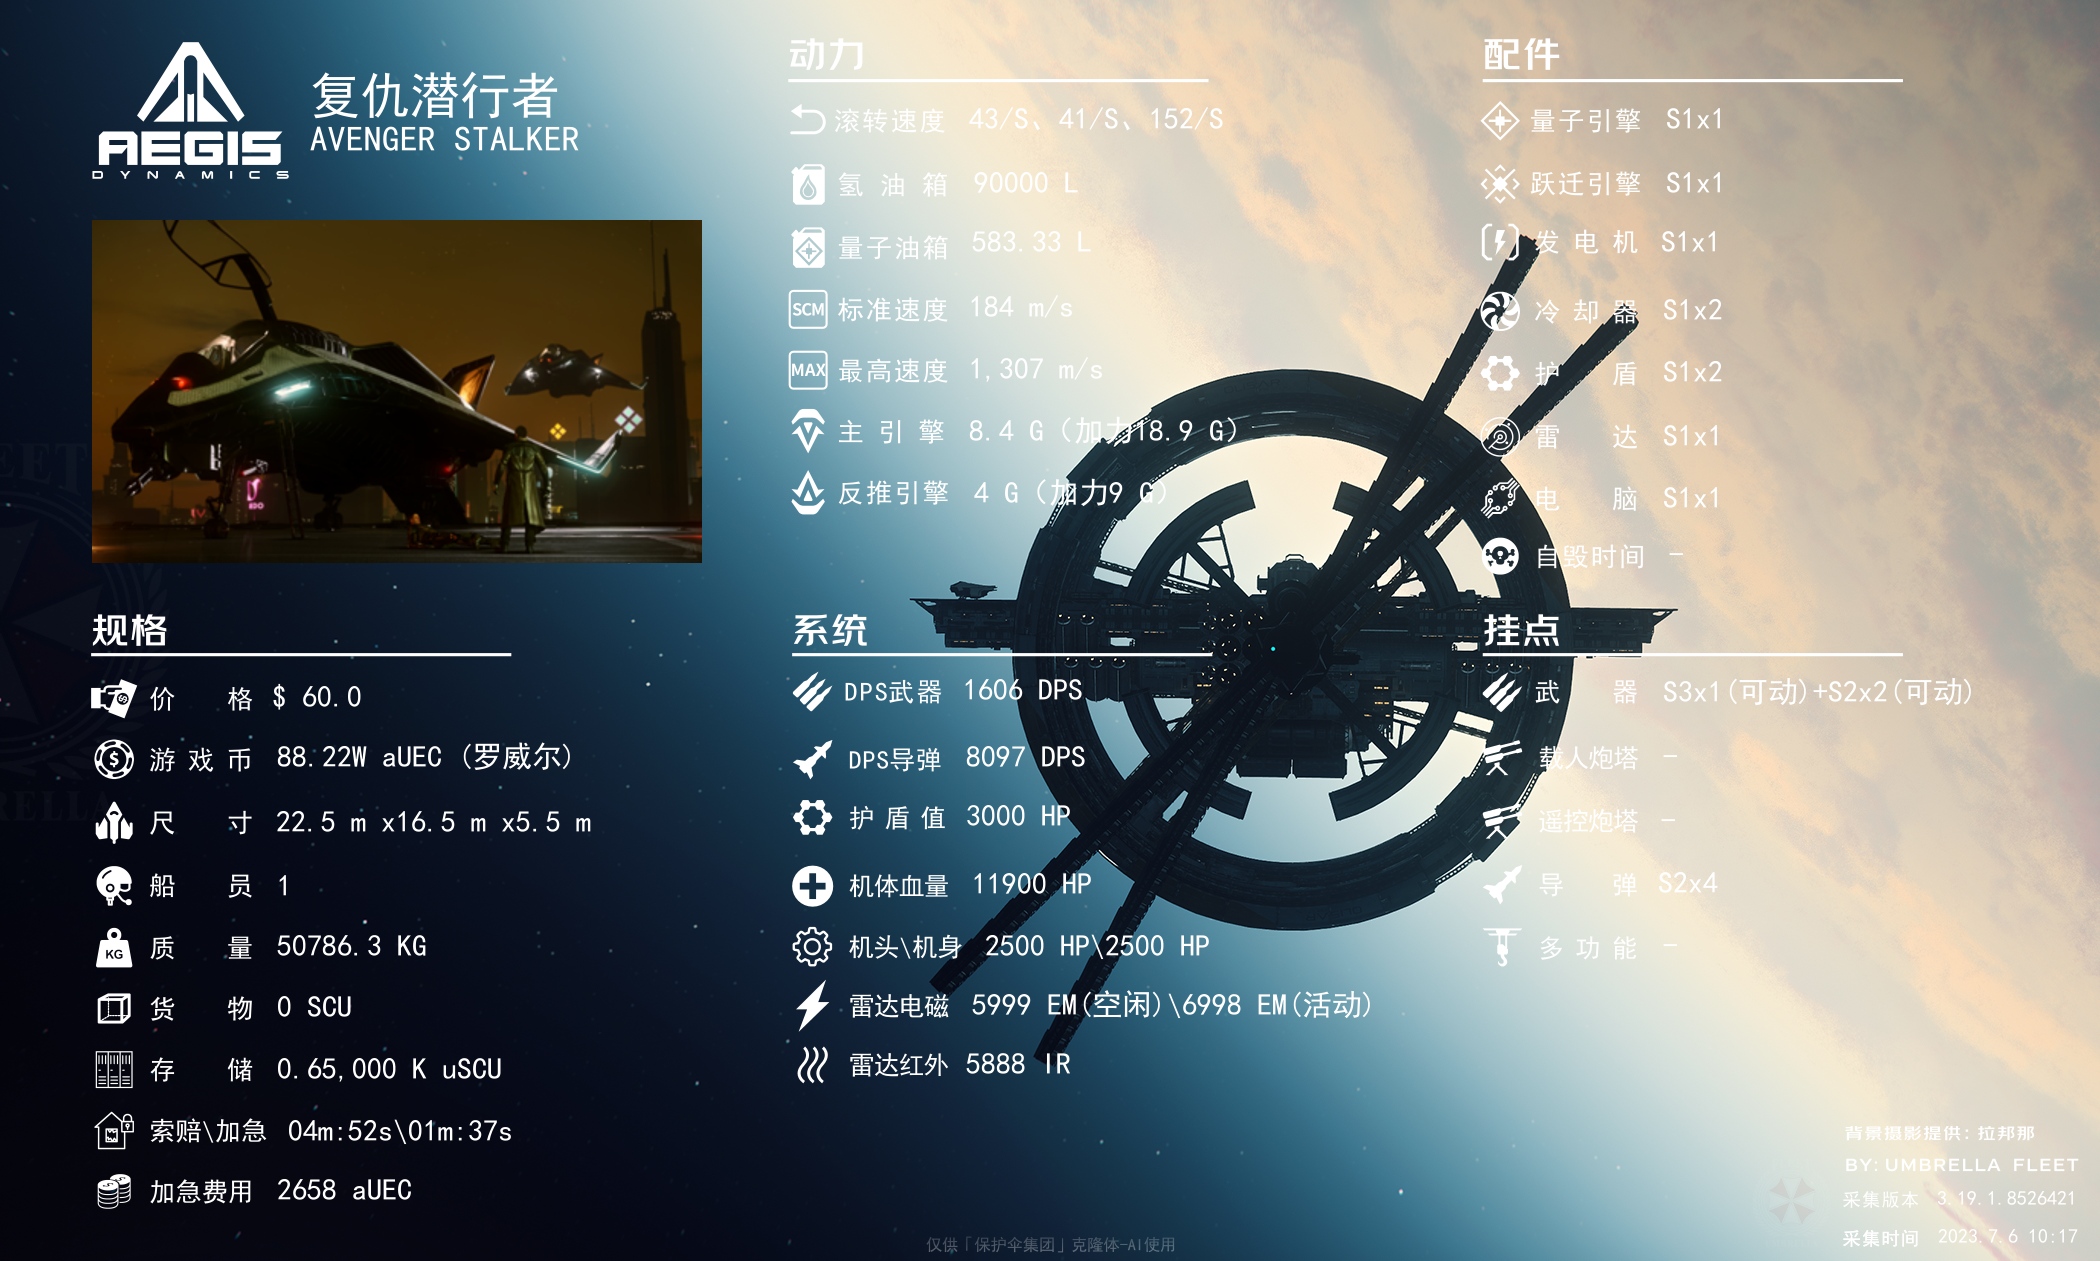 AEGIS
DYNAMICS
复仇潜行者
AVENGER STALKER
动力
滚转速度 43/S、41/S、152/S
氢油箱 90000 L
量子油箱 583.33 L
SCM 标准速度 184 m/s
MAX 最高速度 1,307 m/s
主引擎 8.4 G（加力18.9 G）
反推引擎 4 G（加力9 G）
配件
量子引擎 S1x1
跃迁引擎 S1x1
发电机 S1x1
冷却器 S1x2
护盾 S1x2
雷达 S1x1
电脑 S1x1
自毁时间 -
规格
价格 $ 60.0
游戏币 88.22W aUEC (罗威尔)
尺寸 22.5 m x16.5 m x5.5 m
船员 1
KG 质量 50786.3 KG
货物 0 SCU
存储 0.65,000 K uSCU
索赔\加急 04m:52s\01m:37s
加急费用 2658 aUEC
系统
DPS武器 1606 DPS
DPS导弹 8097 DPS
护盾值 3000 HP
机体血量 11900 HP
机头\机身 2500 HP\2500 HP
雷达电磁 5999 EM(空闲)\6998 EM(活动)
雷达红外 5888 IR
挂点
武器 S3x1(可动)+S2x2(可动)
载人炮塔 -
遥控炮塔 -
导弹 S2x4
多功能 -
背景摄影提供: 拉邦那
BY: UMBRELLA FLEET
采集版本 3.19.1.8526421
采集时间 2023.7.6 10:17
仅供「保护伞集团」克隆体-AI使用